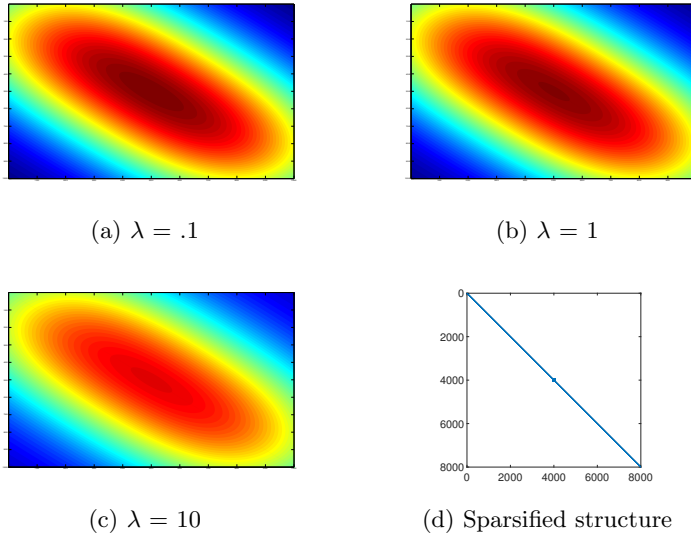 (a) λ = .1
(b) λ = 1
(c) λ = 10
0
2000
4000
6000
8000
0 2000 4000 6000 8000
(d) Sparsified structure